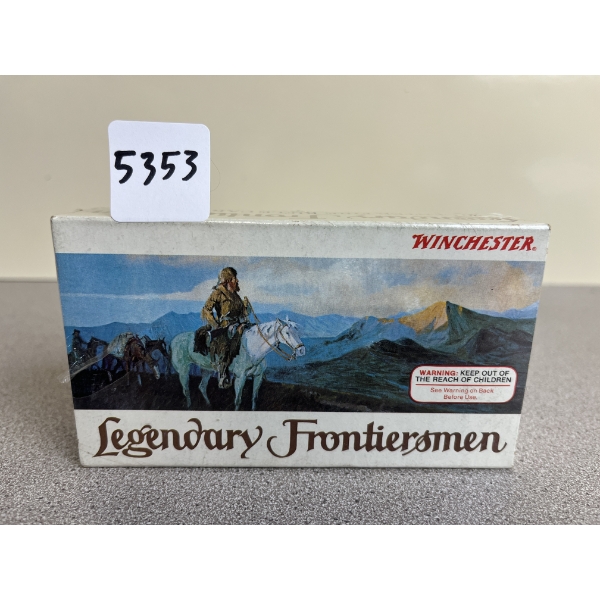 5353
WINCHESTER®
WARNING: KEEP OUT OF
THE REACH OF CHILDREN
See Warning on Back
Before Use.
Legendary Frontiersmen